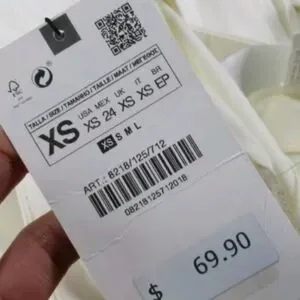 TALLA/SIZE/TAMANHO/TAILLE/MAAT/
XS
USA MEX UK IT BR
XS 24 XS XS EP
XS S M L
ART.: 8218/125/712
08218125712018
$ 69.90